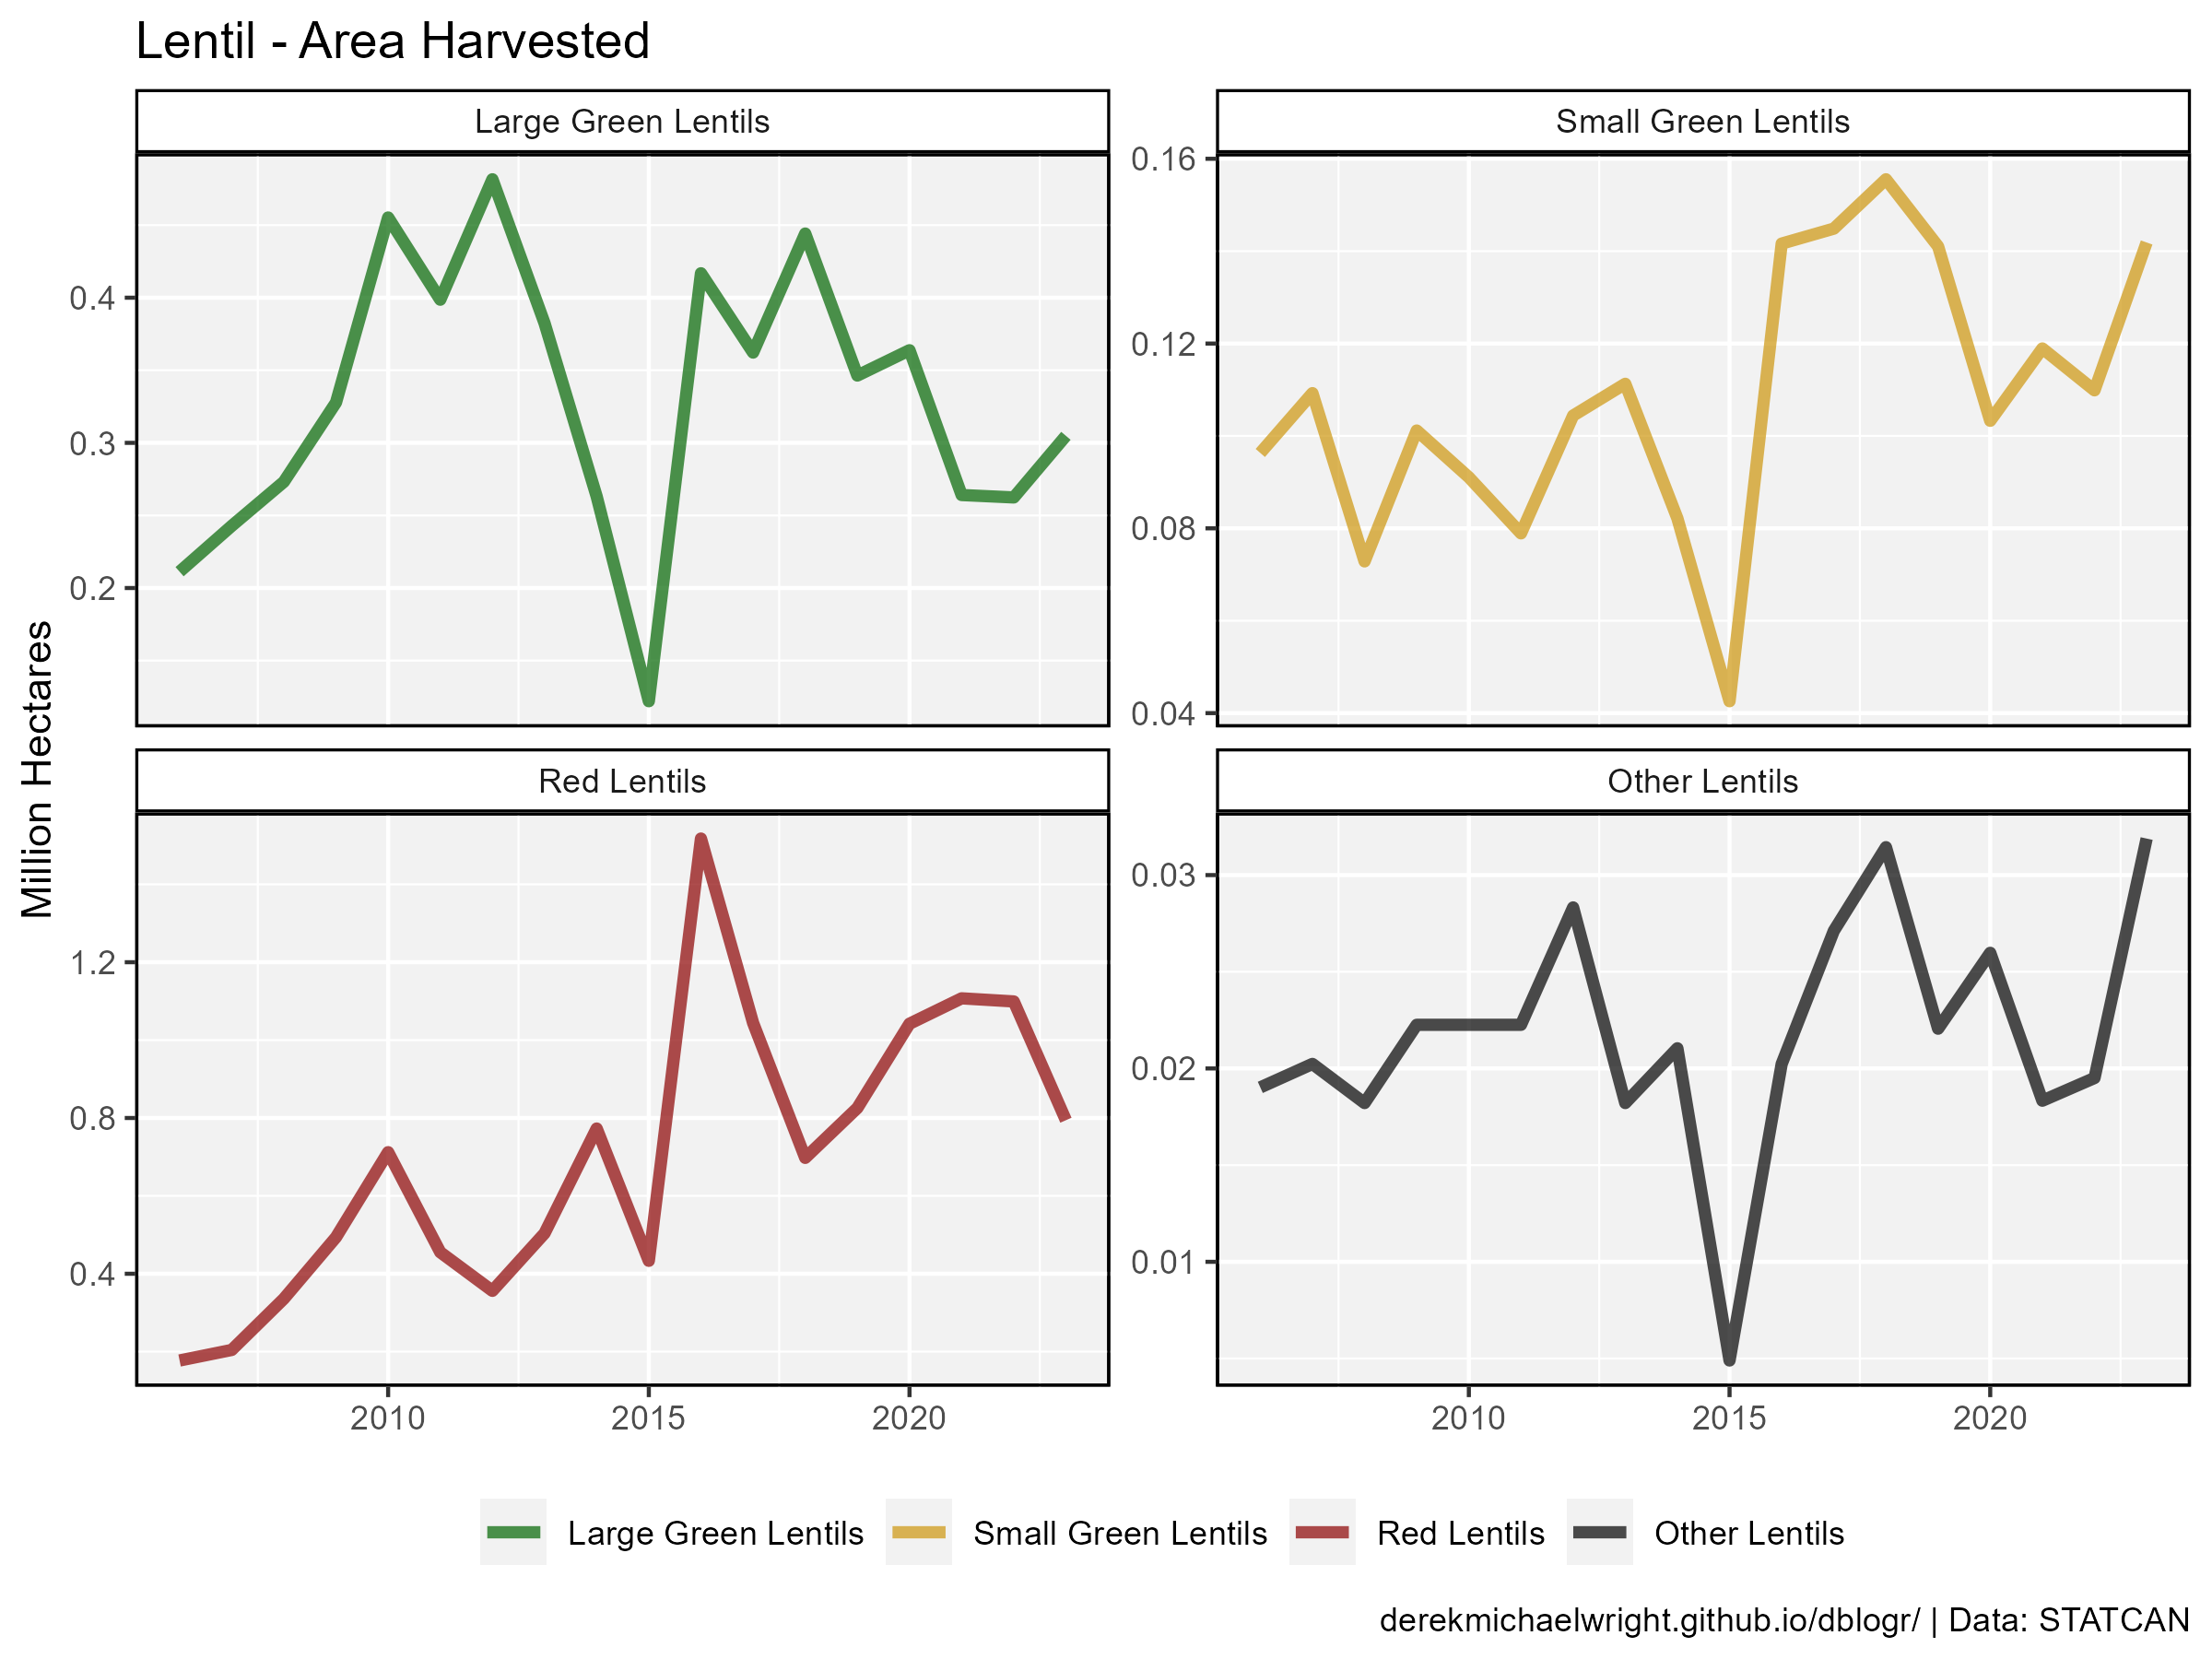 Lentil - Area Harvested
Large Green Lentils
Small Green Lentils
0.4
0.3
0.2
0.16
0.12
0.08
0.04
Million Hectares
Red Lentils
Other Lentils
1.2
0.8
0.4
0.03
0.02
0.01
2010 2015 2020
2010 2015 2020
Large Green Lentils Small Green Lentils Red Lentils Other Lentils
derekmichaelwright.github.io/dblogr/ | Data: STATCAN